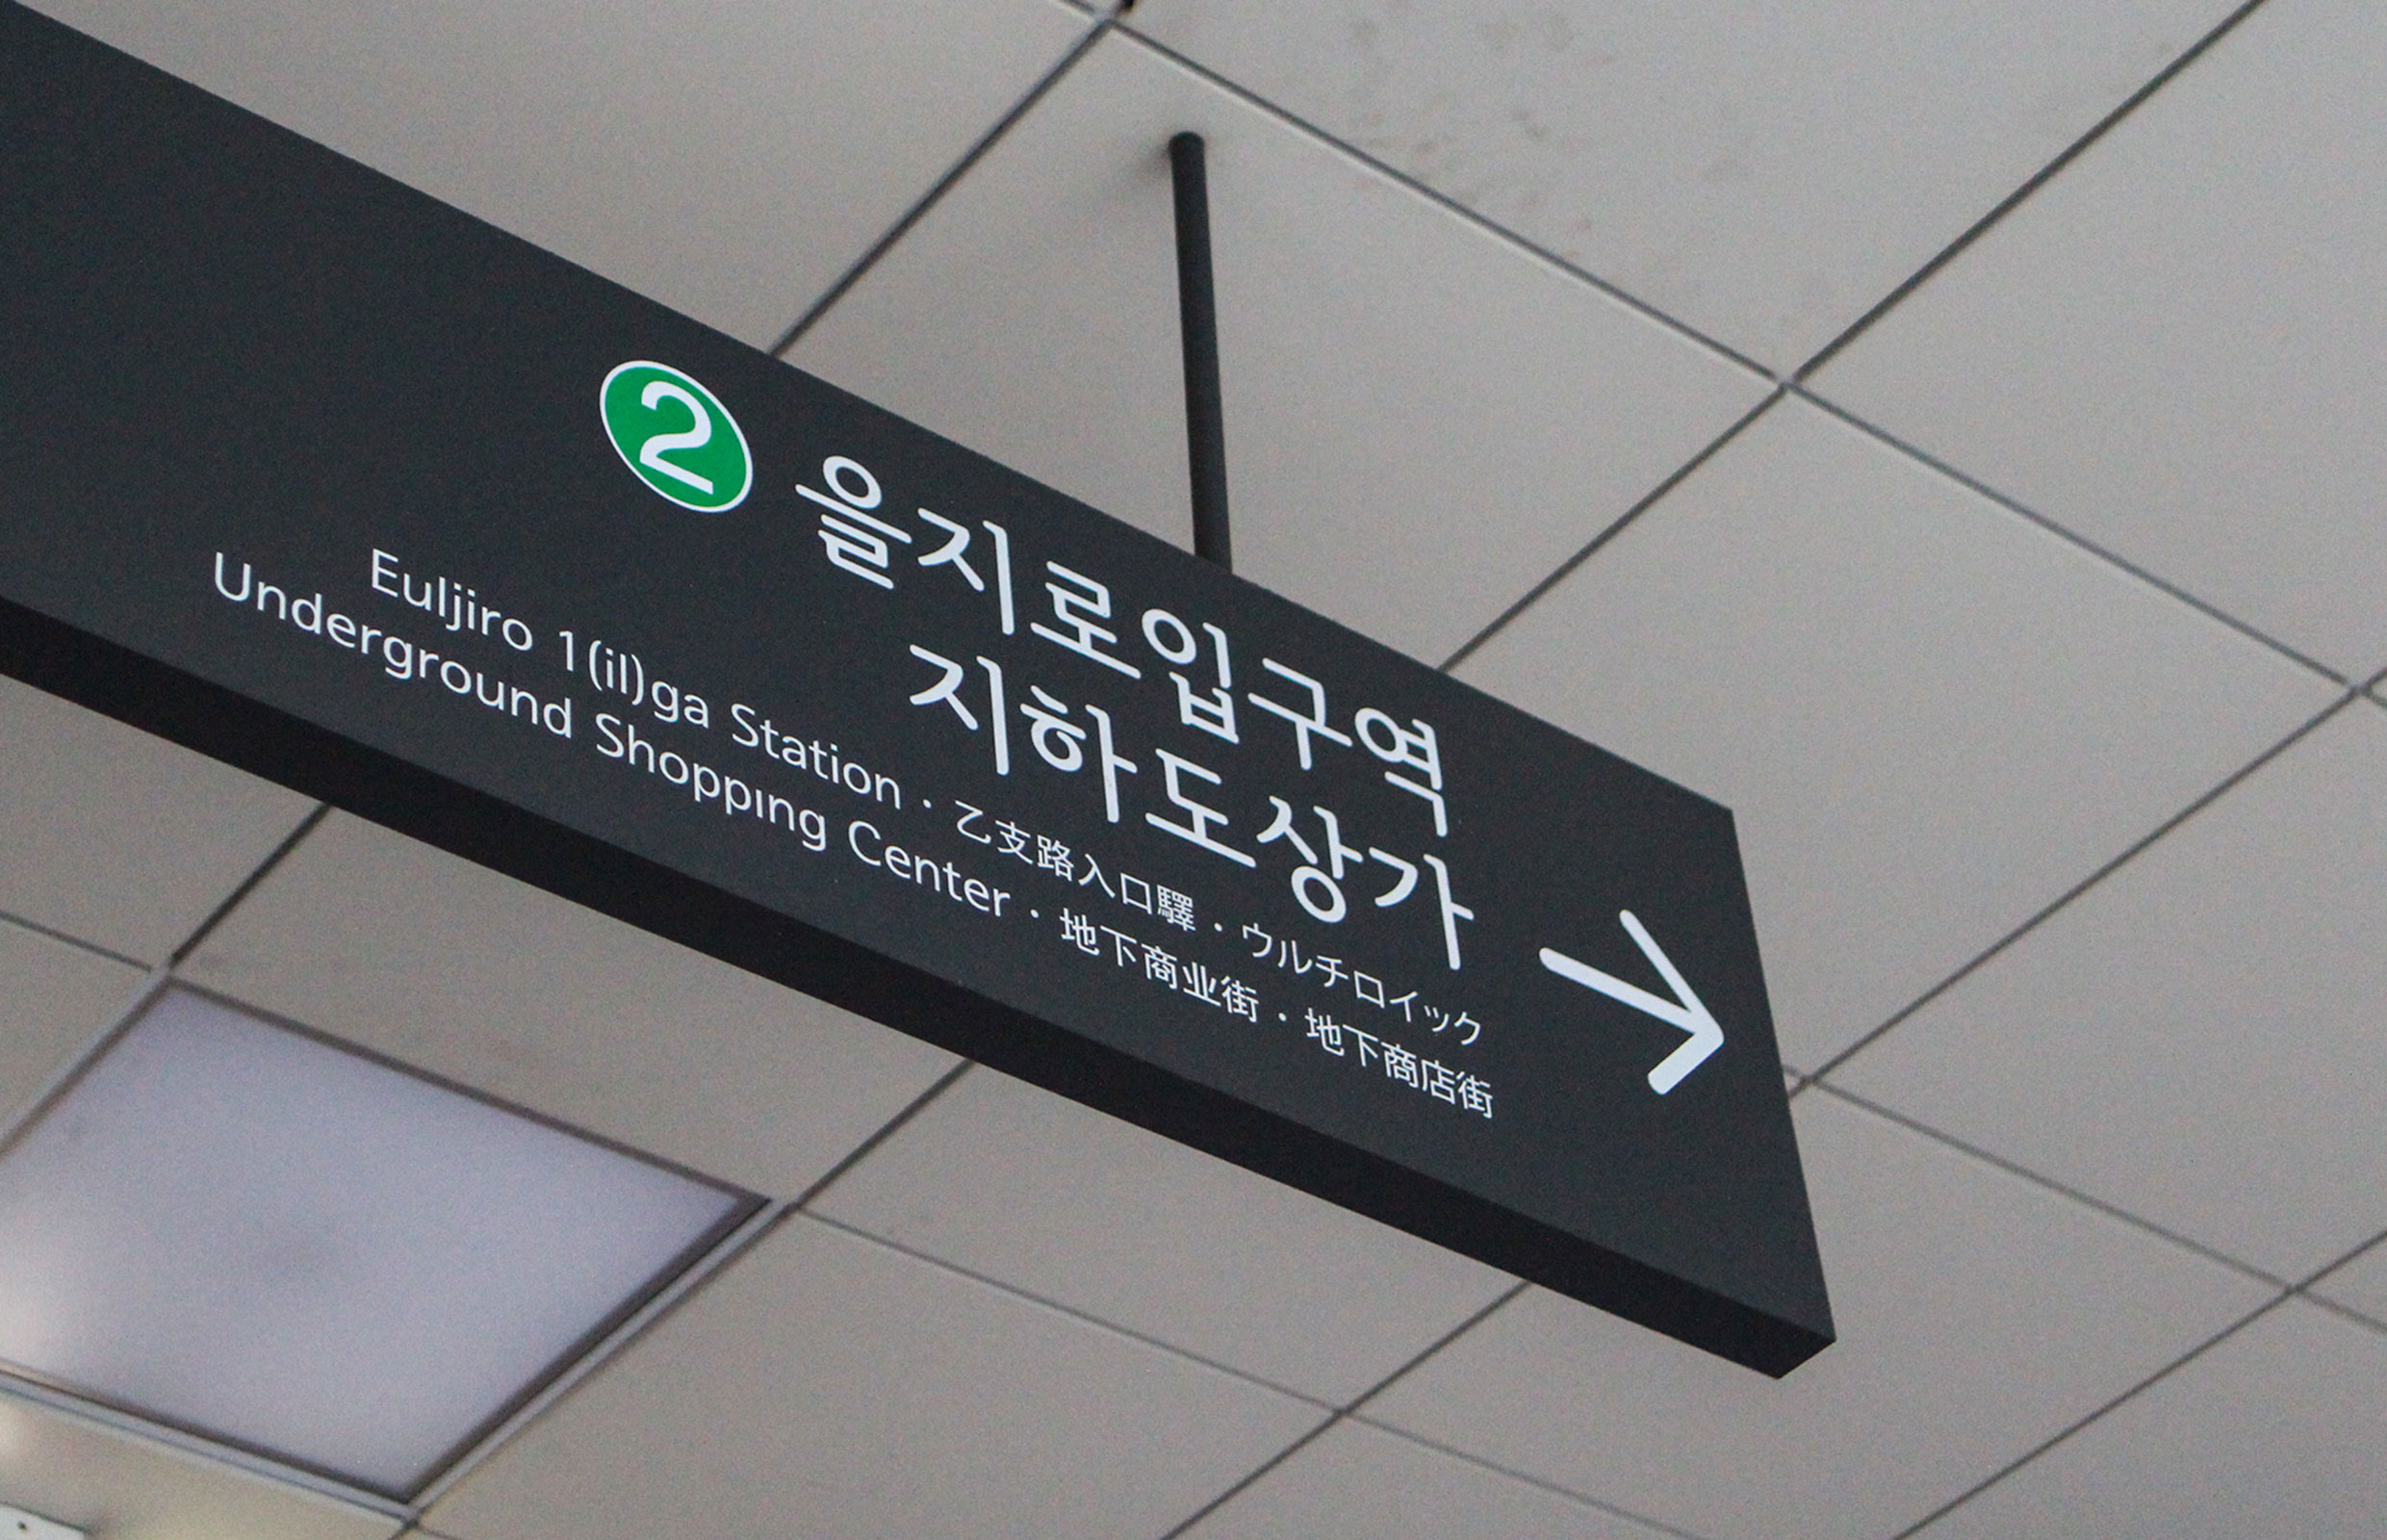 2 을지로입구역
지하도상가
Euljiro 1(il)ga Station · 乙支路入口驛 · ウルチロイック
Underground Shopping Center · 地下商业街 · 地下商店街